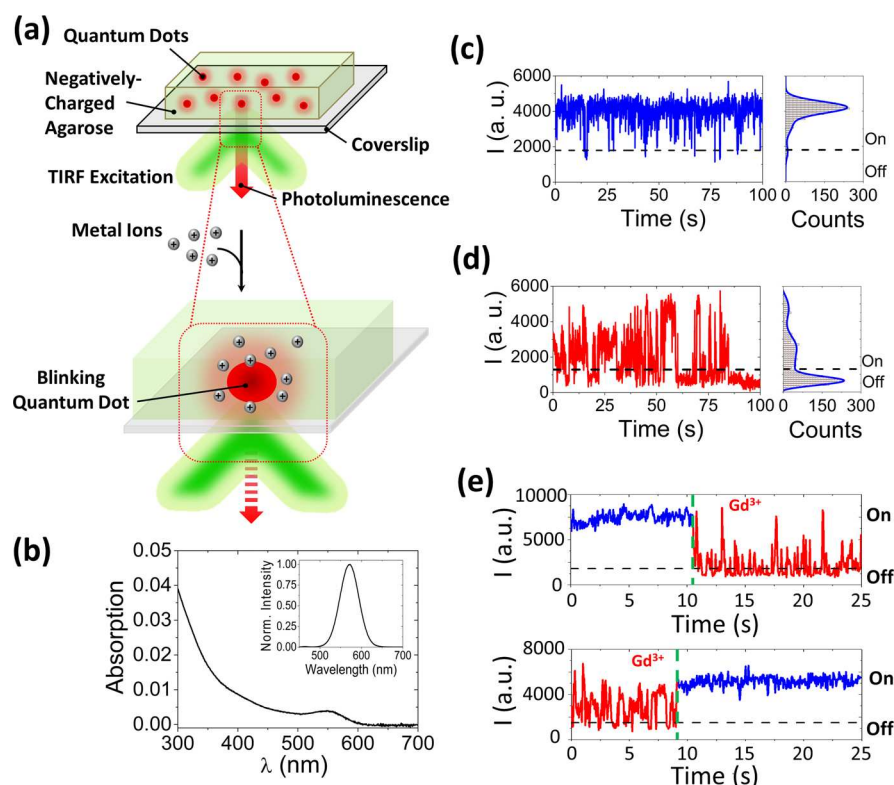 (a)
Quantum Dots
Negatively-
Charged
Agarose
Coverslip
TIRF Excitation
Photoluminescence
Metal Ions
+ + + + +
+ + + + + + + +
Blinking
Quantum Dot
(b)
Absorption
0.05
0.04
0.03
0.02
0.01
0.00
300 400 500 600 700
λ (nm)
Norm. Intensity
1.00
0.75
0.50
0.25
0.00
500 600 700
Wavelength (nm)
(c)
I (a. u.)
6000
4000
2000
0
0 25 50 75 100
Time (s)
On
Off
0 150 300
Counts
(d)
I (a. u.)
6000
4000
2000
0
0 25 50 75 100
Time (s)
On
Off
0 150 300
Counts
(e)
I (a.u.)
10000
5000
0
Gd³⁺
On
Off
0 5 10 15 20 25
Time (s)
I (a.u.)
8000
4000
0
Gd³⁺
On
Off
0 5 10 15 20 25
Time (s)